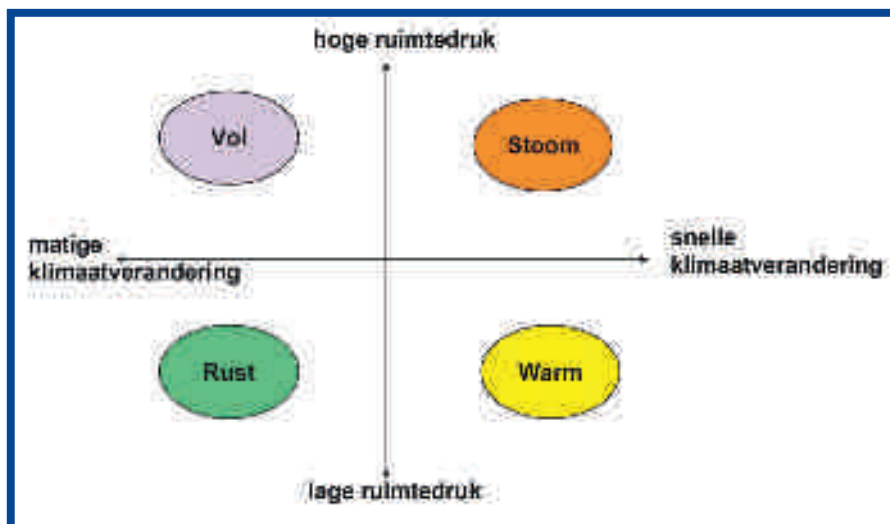 hoge ruimtedruk
Vol
Stoom
matige
klimaatverandering
snelle
klimaatverandering
Rust
Warm
lage ruimtedruk